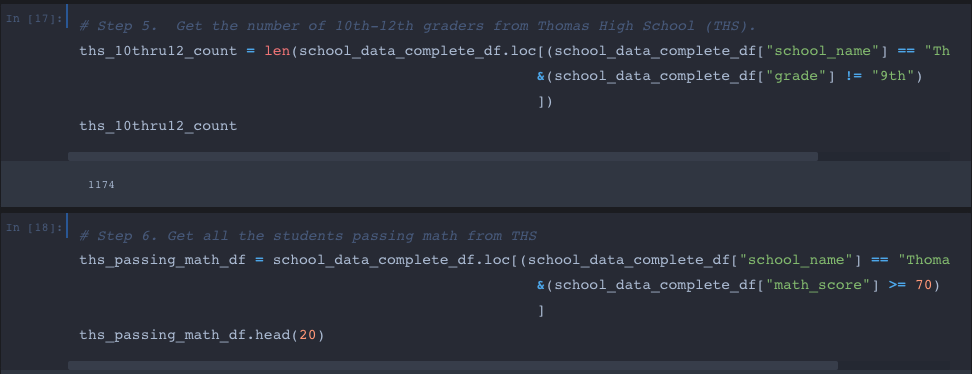 In [17]:
# Step 5.  Get the number of 10th-12th graders from Thomas High School (THS).
ths_10thru12_count = len(school_data_complete_df.loc[(school_data_complete_df["school_name"] == "Th
&(school_data_complete_df["grade"] != "9th")
])
ths_10thru12_count
1174
In [18]:
# Step 6. Get all the students passing math from THS
ths_passing_math_df = school_data_complete_df.loc[(school_data_complete_df["school_name"] == "Thoma
&(school_data_complete_df["math_score"] >= 70)
]
ths_passing_math_df.head(20)